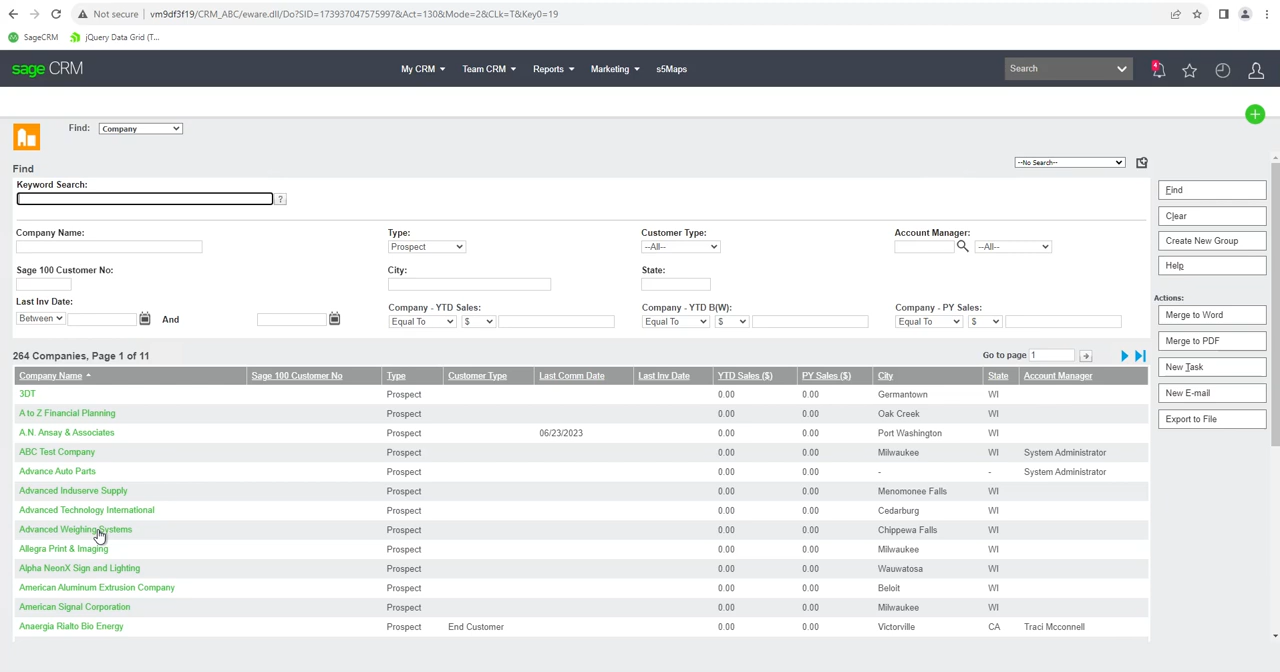 Not secure vm9df3f19/CRM_ABC/eware.dll/Do?SID=173937047575997&Act=130&Mode=2&CLk=T&Key0=19
SageCRM jQuery Data Grid (T...
sage CRM My CRM Team CRM Reports Marketing s5Maps Search 4
Find: Company
Find --No Search--
Keyword Search:
?
Company Name: Type: Customer Type: Account Manager:
Prospect --All-- --All--
Sage 100 Customer No: City: State:
Last Inv Date: Company - YTD Sales: Company - YTD B(W): Company - PY Sales:
Between And Equal To $ Equal To $ Equal To $
Find
Clear
Create New Group
Help
Actions:
Merge to Word
Merge to PDF
New Task
New E-mail
Export to File
264 Companies, Page 1 of 11 Go to page 1
Company Name Sage 100 Customer No Type Customer Type Last Comm Date Last Inv Date YTD Sales ($) PY Sales ($) City State Account Manager
3DT Prospect 0.00 0.00 Germantown WI
A to Z Financial Planning Prospect 0.00 0.00 Oak Creek WI
A.N. Ansay & Associates Prospect 06/23/2023 0.00 0.00 Port Washington WI
ABC Test Company Prospect 0.00 0.00 Milwaukee WI System Administrator
Advance Auto Parts Prospect 0.00 0.00 - - System Administrator
Advanced Induserve Supply Prospect 0.00 0.00 Menomonee Falls WI
Advanced Technology International Prospect 0.00 0.00 Cedarburg WI
Advanced Weighing Systems Prospect 0.00 0.00 Chippewa Falls WI
Allegra Print & Imaging Prospect 0.00 0.00 Milwaukee WI
Alpha NeonX Sign and Lighting Prospect 0.00 0.00 Wauwatosa WI
American Aluminum Extrusion Company Prospect 0.00 0.00 Beloit WI
American Signal Corporation Prospect 0.00 0.00 Milwaukee WI
Anaergia Rialto Bio Energy Prospect End Customer 0.00 0.00 Victorville CA Traci Mcconnell